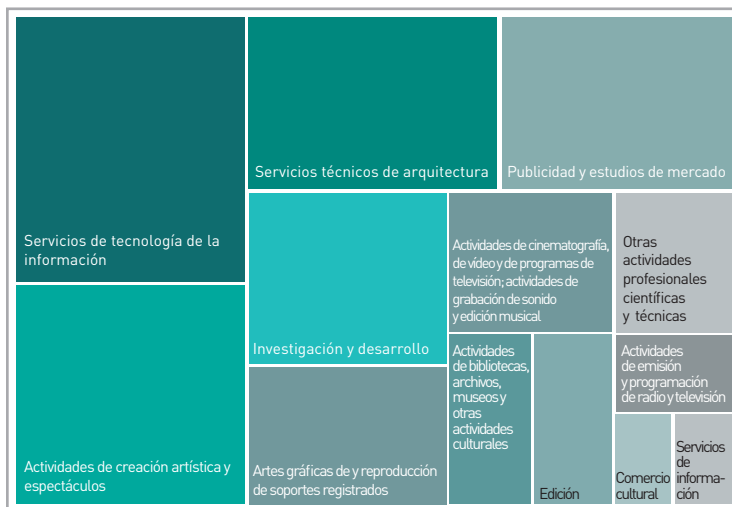 Servicios de tecnología de la
información
Servicios técnicos de arquitectura
Publicidad y estudios de mercado
Actividades de creación artística y
espectáculos
Investigación y desarrollo
Artes gráficas de y reproducción
de soportes registrados
Actividades de cinematografía,
de vídeo y de programas de
televisión; actividades de
grabación de sonido
y edición musical
Otras
actividades
profesionales
científicas
y técnicas
Actividades
de bibliotecas,
archivos,
museos y
otras
actividades
culturales
Edición
Actividades
de emisión
y programación
de radio y televisión
Comercio
cultural
Servicios
de
informa-
ción